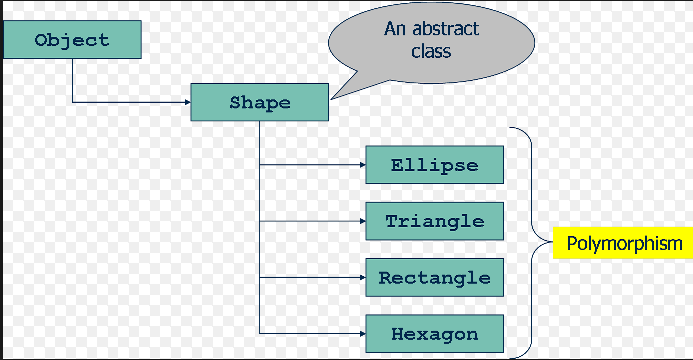 Object
An abstract
class
Shape
Ellipse
Triangle
Polymorphism
Rectangle
Hexagon